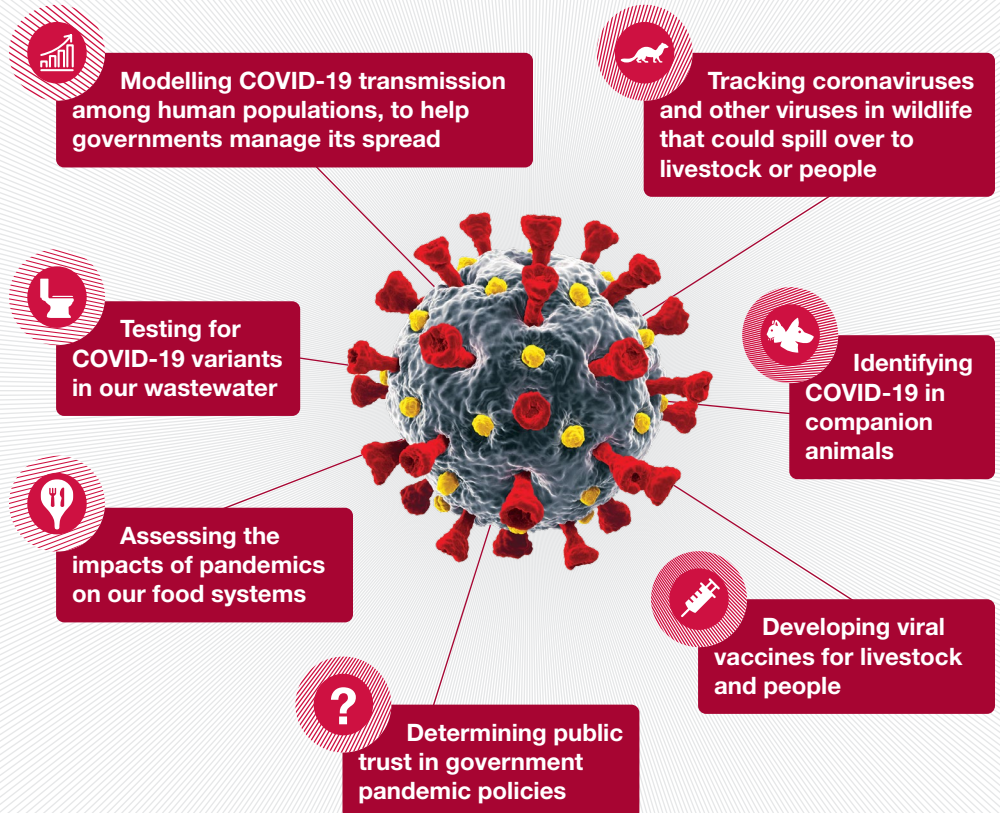 Modelling COVID-19 transmission
among human populations, to help
governments manage its spread
Tracking coronaviruses
and other viruses in wildlife
that could spill over to
livestock or people
Testing for
COVID-19 variants
in our wastewater
Identifying
COVID-19 in
companion
animals
Assessing the
impacts of pandemics
on our food systems
Developing viral
vaccines for livestock
and people
?
Determining public
trust in government
pandemic policies